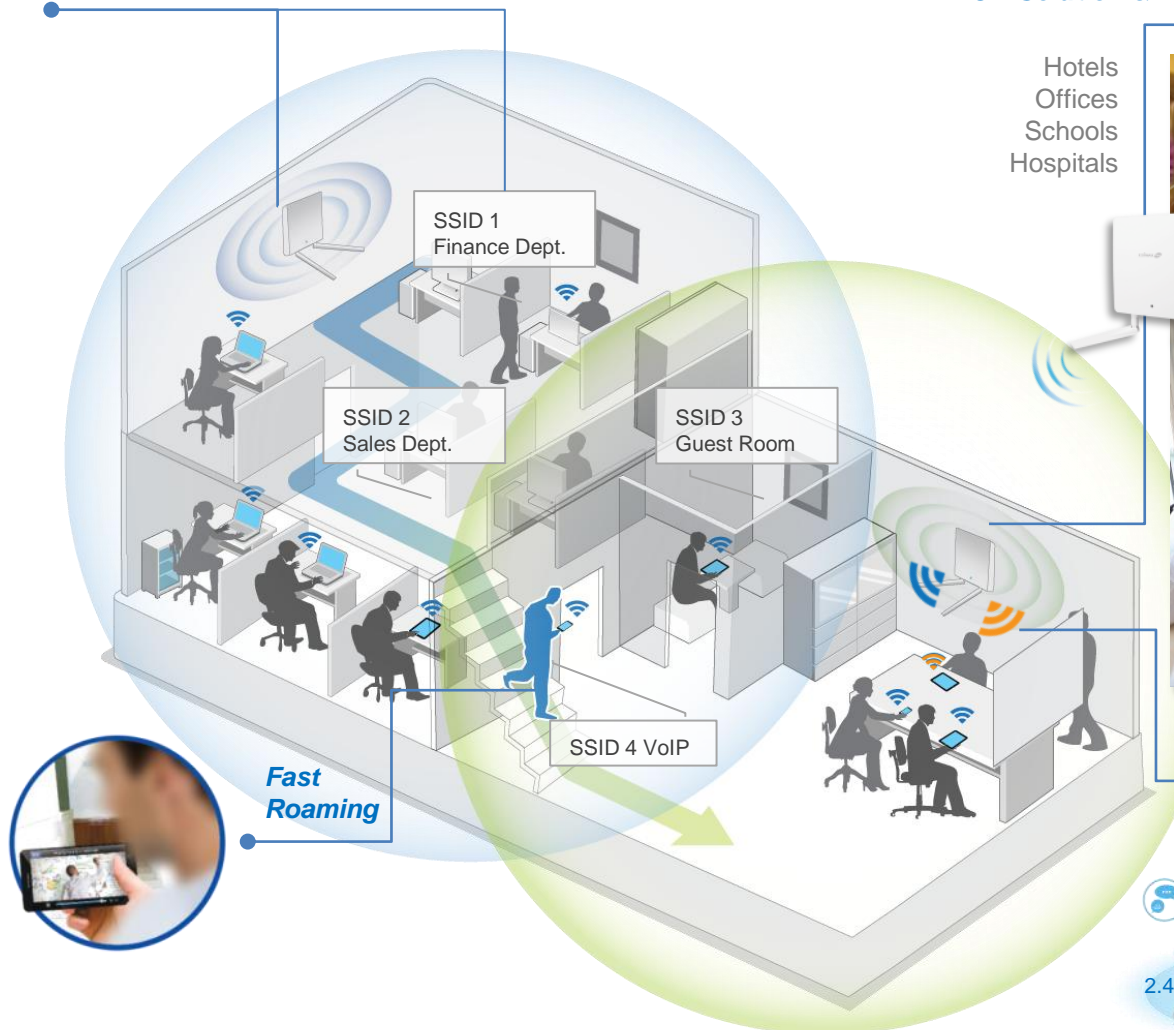 Hotels
Offices
Schools
Hospitals
SSID 1
Finance Dept.
SSID 2
Sales Dept.
SSID 3
Guest Room
SSID 4 VoIP
Fast
Roaming
2.4